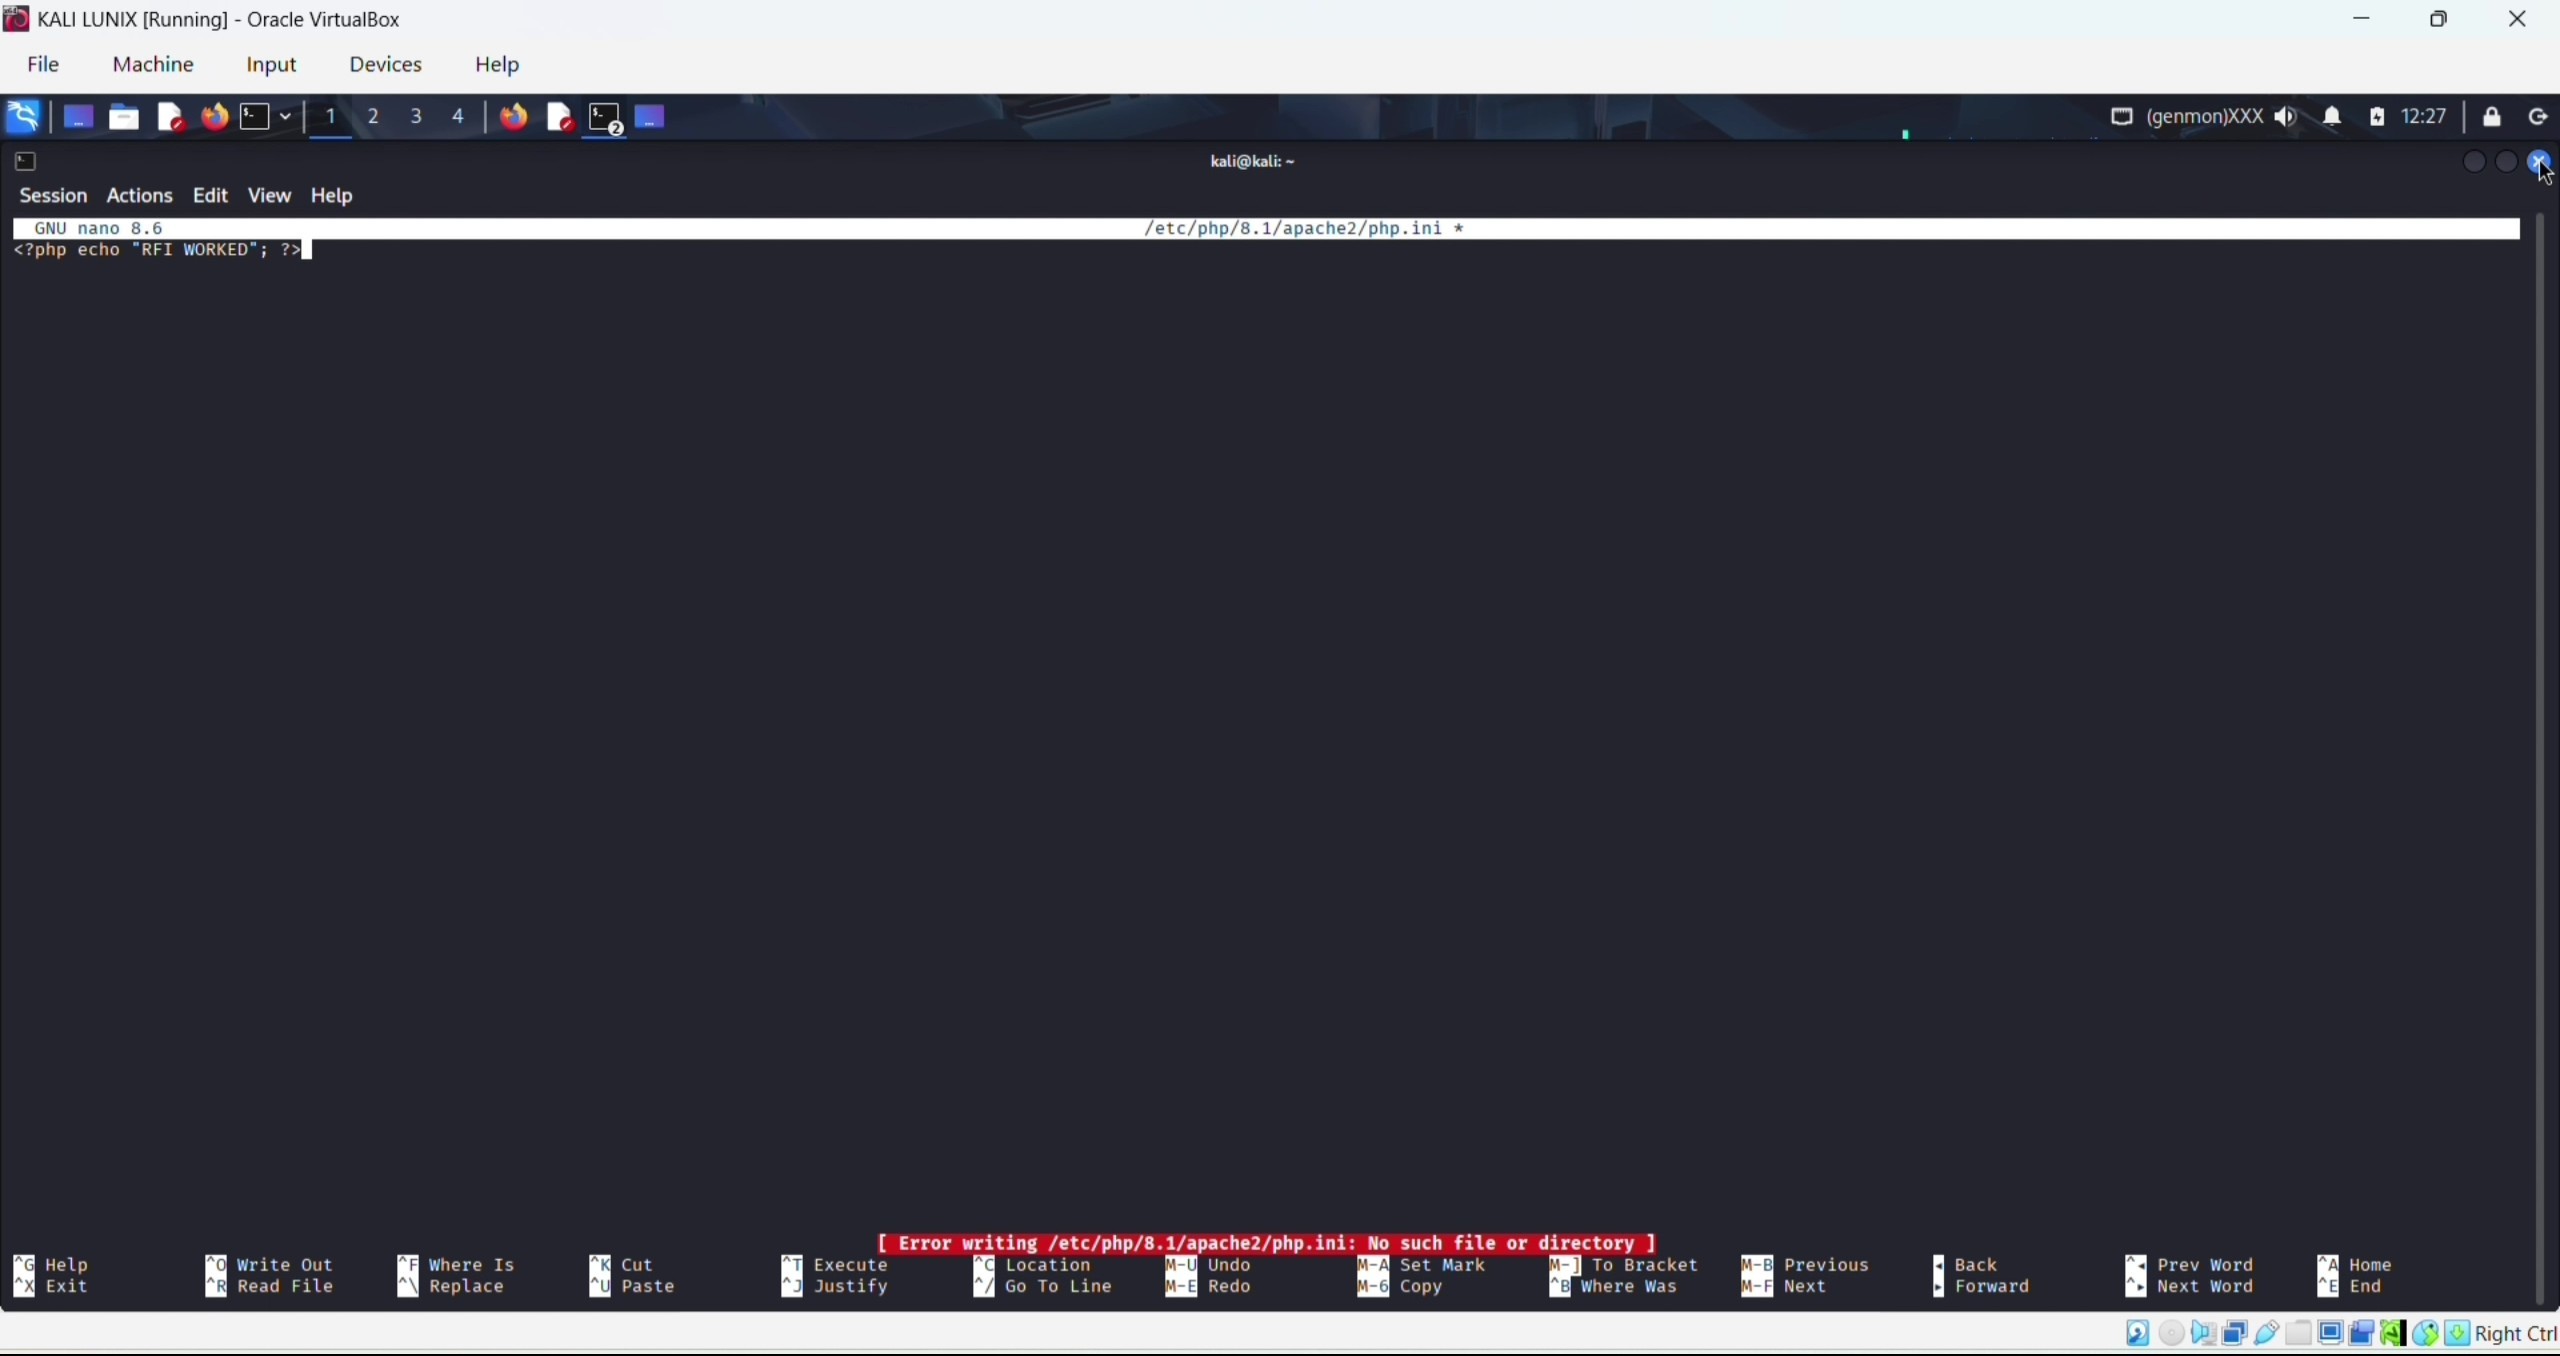 KALI LUNIX [Running] - Oracle VirtualBox
File Machine Input Devices Help
1 2 3 4 2 (genmon)XXX 12:27
kali@kali: ~
Session Actions Edit View Help
GNU nano 8.6 /etc/php/8.1/apache2/php.ini *
<?php echo "RFI WORKED"; ?>
[ Error writing /etc/php/8.1/apache2/php.ini: No such file or directory ]
^G Help ^O Write Out ^F Where Is ^K Cut ^T Execute ^C Location M-U Undo M-A Set Mark M-] To Bracket M-B Previous ◂ Back ^◂ Prev Word ^A Home
^X Exit ^R Read File ^\ Replace ^U Paste ^J Justify ^/ Go To Line M-E Redo M-6 Copy ^B Where Was M-F Next ▸ Forward ^▸ Next Word ^E End
Right Ctrl